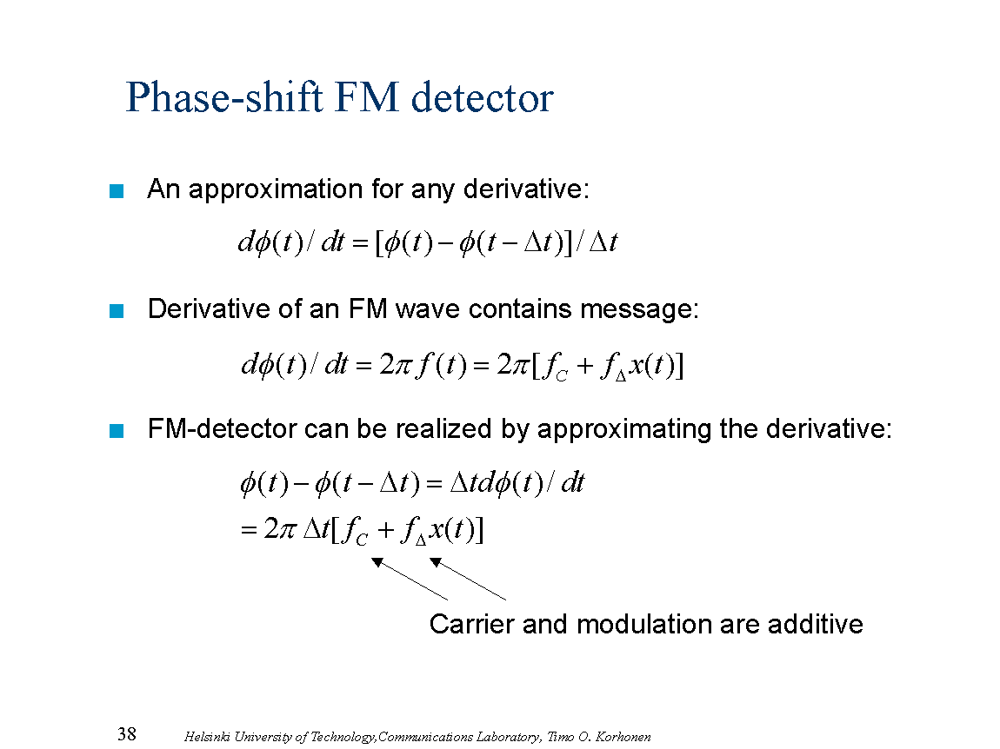 Phase-shift FM detector
■ An approximation for any derivative:
dϕ(t)/ dt = [ϕ(t) − ϕ(t − Δt)]/ Δt
■ Derivative of an FM wave contains message:
dϕ(t)/ dt = 2π f (t) = 2π[f_C + f_Δ x(t)]
■ FM-detector can be realized by approximating the derivative:
ϕ(t) − ϕ(t − Δt) = Δtdϕ(t)/ dt
= 2π Δt[f_C + f_Δ x(t)]
Carrier and modulation are additive
38 Helsinki University of Technology,Communications Laboratory, Timo O. Korhonen